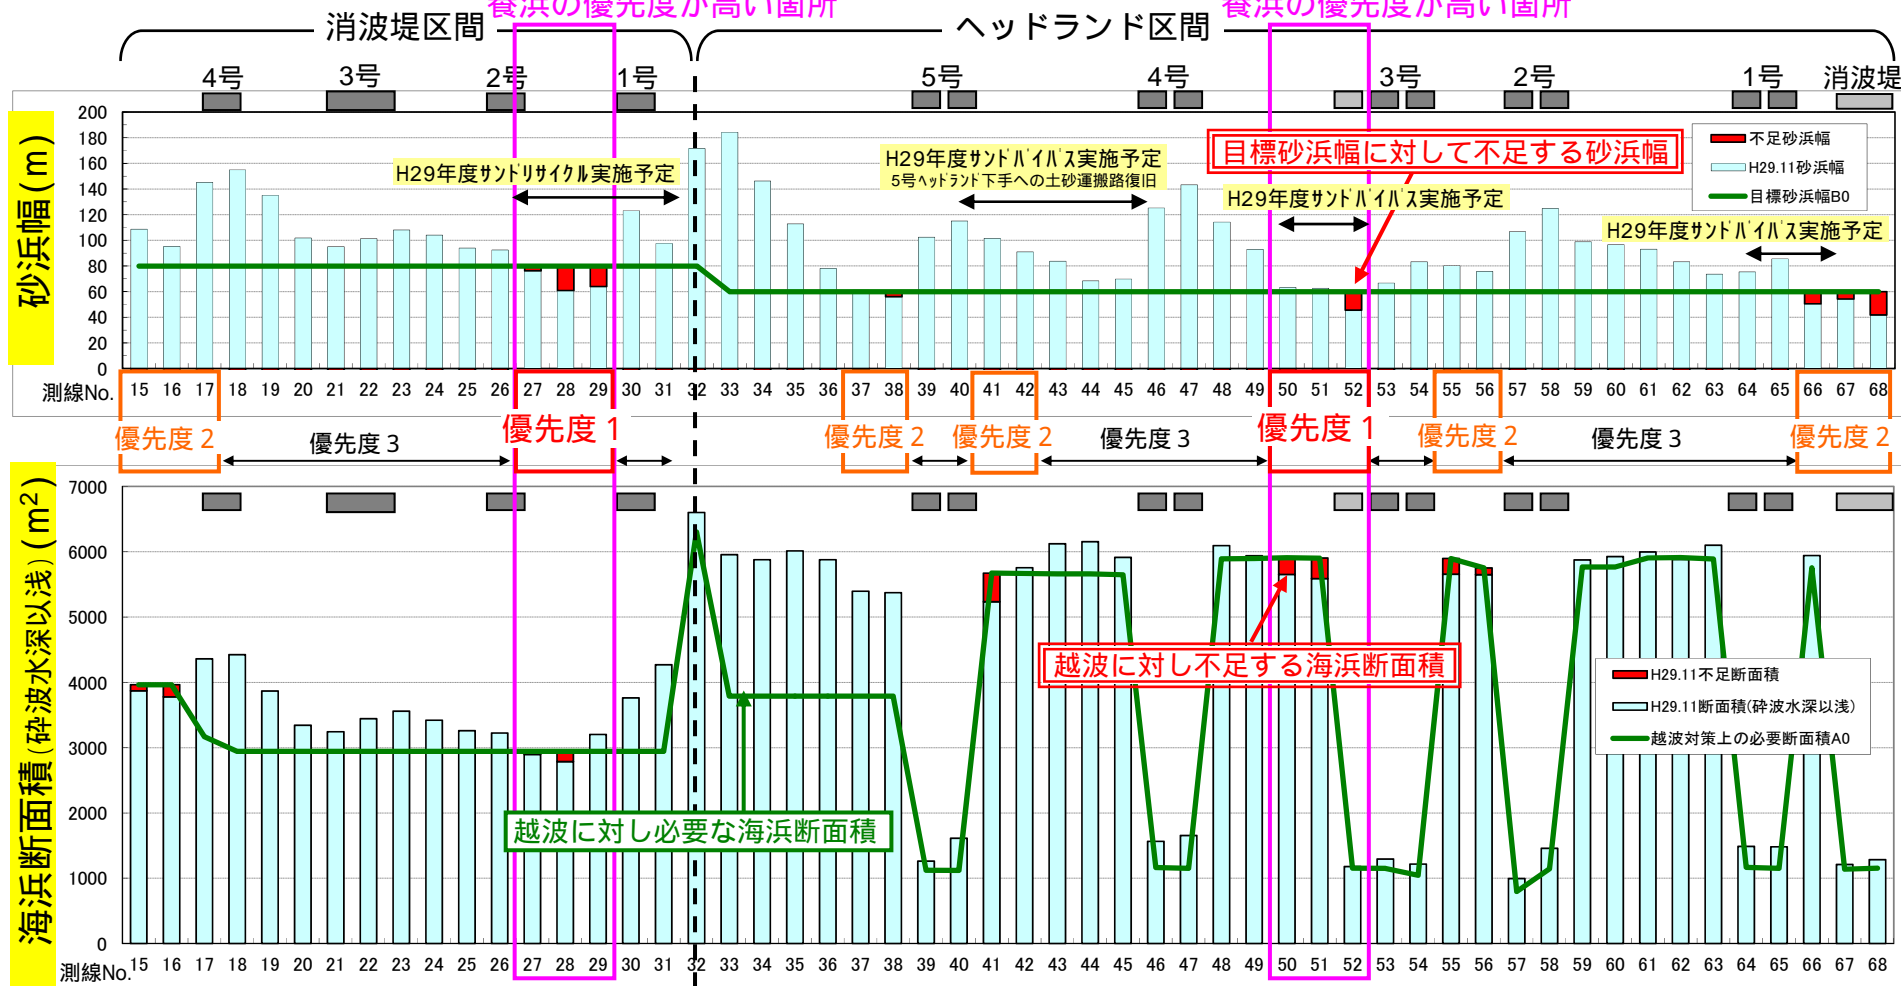 養浜の優先度が高い箇所 養浜の優先度が高い箇所
消波堤区間 ヘッドランド区間
4号 3号 2号 1号 5号 4号 3号 2号 1号 消波堤
砂浜幅(m)
200
180
160
140
120
100
80
60
40
20
0
H29年度サンドリサイクル実施予定
H29年度サンドバイパス実施予定
5号ヘッドランド下手への土砂運搬路復旧
目標砂浜幅に対して不足する砂浜幅
H29年度サンドバイパス実施予定
H29年度サンドバイパス実施予定
不足砂浜幅
H29.11砂浜幅
目標砂浜幅B0
測線No. 15 16 17 18 19 20 21 22 23 24 25 26 27 28 29 30 31 32 33 34 35 36 37 38 39 40 41 42 43 44 45 46 47 48 49 50 51 52 53 54 55 56 57 58 59 60 61 62 63 64 65 66 67 68
優先度2 優先度3 優先度1 優先度2 優先度2 優先度3 優先度1 優先度2 優先度3 優先度2
海浜断面積(砕波水深以浅)(m²)
7000
6000
5000
4000
3000
2000
1000
0
越波に対し不足する海浜断面積
越波に対し必要な海浜断面積
H29.11不足断面積
H29.11断面積(砕波水深以浅)
越波対策上の必要断面積A0
測線No. 15 16 17 18 19 20 21 22 23 24 25 26 27 28 29 30 31 32 33 34 35 36 37 38 39 40 41 42 43 44 45 46 47 48 49 50 51 52 53 54 55 56 57 58 59 60 61 62 63 64 65 66 67 68